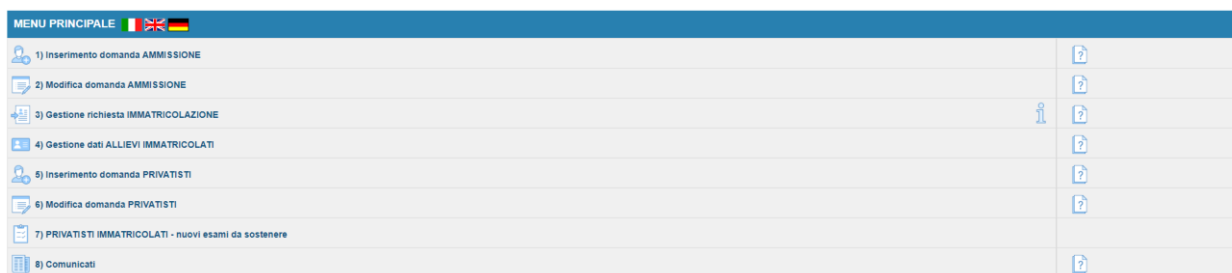 MENU PRINCIPALE
1) Inserimento domanda AMMISSIONE
2) Modifica domanda AMMISSIONE
3) Gestione richiesta IMMATRICOLAZIONE
4) Gestione dati ALLIEVI IMMATRICOLATI
5) Inserimento domanda PRIVATISTI
6) Modifica domanda PRIVATISTI
7) PRIVATISTI IMMATRICOLATI - nuovi esami da sostenere
8) Comunicati